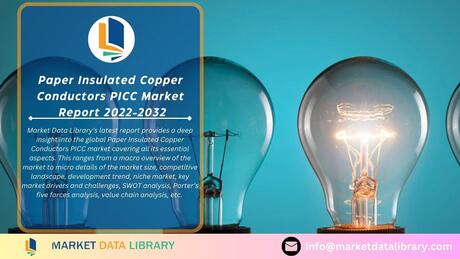 Paper Insulated Copper
Conductors PICC Market
Report 2022-2032
Market Data Library's latest report provides a deep
insight into the global Paper Insulated Copper
Conductors PICC market covering all its essential
aspects. This ranges from a macro overview of the
market to micro details of the market size, competitive
landscape, development trend, niche market, key
market drivers and challenges, SWOT analysis, Porter's
five forces analysis, value chain analysis, etc.
MARKET DATA LIBRARY
info@marketdatalibrary.com